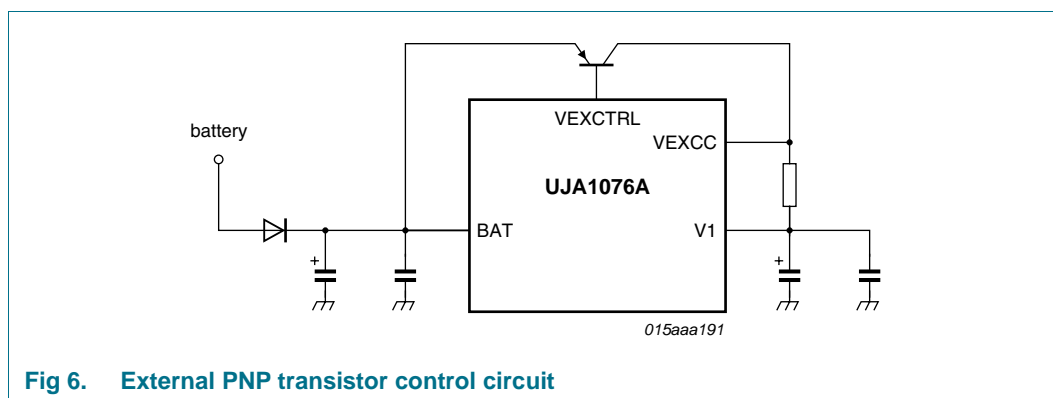 battery
VEXCTRL
VEXCC
UJA1076A
BAT
V1
+
+
015aaa191
Fig 6. External PNP transistor control circuit